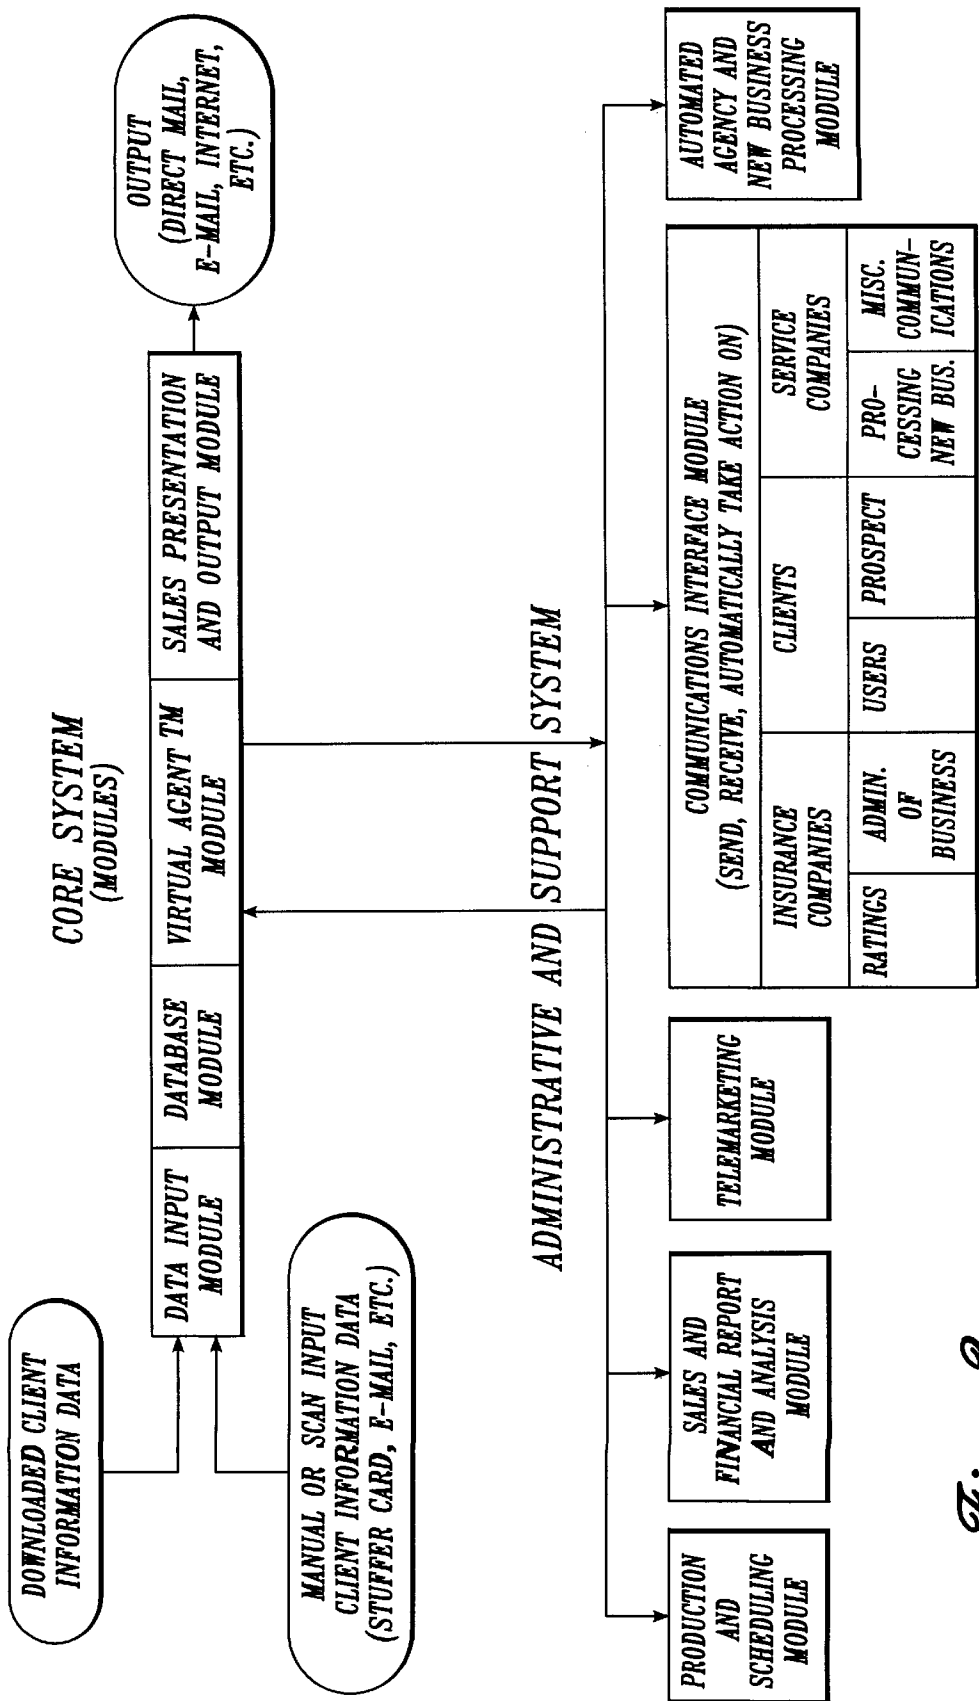 CORE SYSTEM
(MODULES)
DOWNLOADED CLIENT
INFORMATION DATA
MANUAL OR SCAN INPUT
CLIENT INFORMATION DATA
(STUFFER CARD, E-MAIL, ETC.)
DATA INPUT
MODULE
DATABASE
MODULE
VIRTUAL AGENT TM
MODULE
SALES PRESENTATION
AND OUTPUT MODULE
OUTPUT
(DIRECT MAIL,
E-MAIL, INTERNET,
ETC.)
ADMINISTRATIVE AND SUPPORT SYSTEM
PRODUCTION
AND
SCHEDULING
MODULE
SALES AND
FINANCIAL REPORT
AND ANALYSIS
MODULE
TELEMARKETING
MODULE
COMMUNICATIONS INTERFACE MODULE
(SEND, RECEIVE, AUTOMATICALLY TAKE ACTION ON)
INSURANCE
COMPANIES
CLIENTS
SERVICE
COMPANIES
RATINGS
ADMIN.
OF
BUSINESS
USERS
PROSPECT
PRO-
CESSING
NEW BUS.
MISC.
COMMUN-
ICATIONS
AUTOMATED
AGENCY AND
NEW BUSINESS
PROCESSING
MODULE